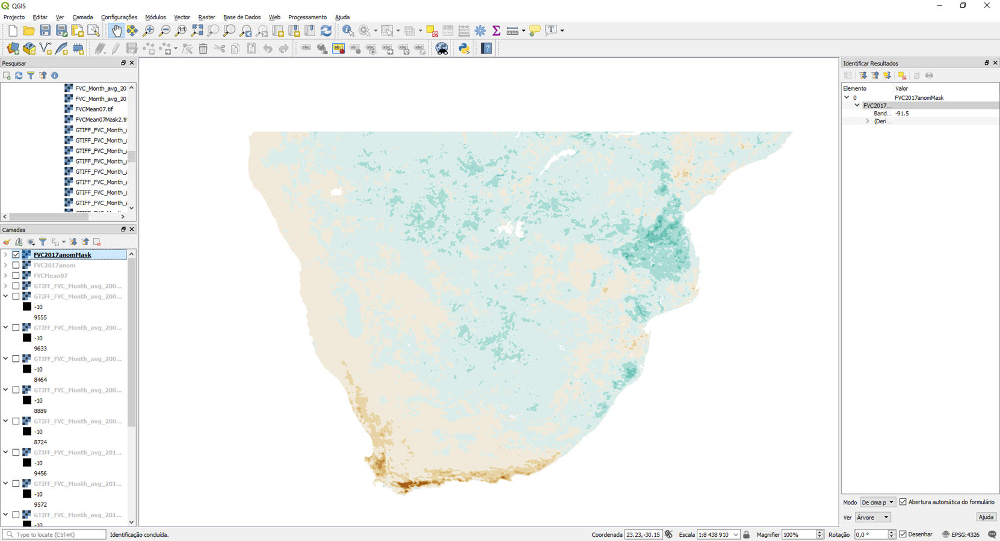 QGIS
Projecto Editar Ver Camada Configurações Módulos Vector Raster Base de Dados Web Processamento Ajuda
Pesquisar
FVC_Month_avg_20
FVC_Month_avg_20
FVCMean07.tif
FVCMean07Mask2.ti
GTIFF_FVC_Month_a
GTIFF_FVC_Month_a
GTIFF_FVC_Month_a
GTIFF_FVC_Month_a
GTIFF_FVC_Month_a
GTIFF_FVC_Month_a
GTIFF_FVC_Month_a
GTIFF_FVC_Month_a
Camadas
FVC2017anomMask
FVC2017anom
FVCMean07
GTIFF_FVC_Month_avg_200...
GTIFF_FVC_Month_avg_200...
-10
9555
GTIFF_FVC_Month_avg_200...
-10
9633
GTIFF_FVC_Month_avg_200...
-10
8464
GTIFF_FVC_Month_avg_200...
-10
8889
GTIFF_FVC_Month_avg_200...
-10
8724
GTIFF_FVC_Month_avg_201...
-10
9456
GTIFF_FVC_Month_avg_201...
-10
9572
GTIFF_FVC_Month_avg_201...
-10
Identificar Resultados
Elemento Valor
0 FVC2017anomMask
FVC2017...
Band... -91.5
(Deri...
Modo De cima p Abertura automática do formulário
Ver Árvore Ajuda
Type to locate (Ctrl+K) Identificação concluída. Coordenada 23.23,-30.15 Escala 1:8 438 910 Magnifier 100% Rotação 0,0 ° Desenhar EPSG:4326